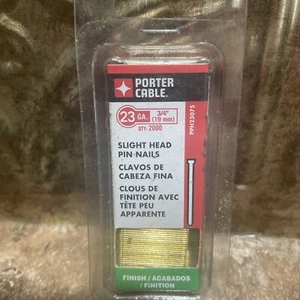 PORTER
CABLE®
23 GA. 3/4"
(19 mm)
QTY: 2000
PPH23075
SLIGHT HEAD
PIN NAILS
CLAVOS DE
CABEZA FINA
CLOUS DE
FINITION AVEC
TÊTE PEU
APPARENTE
FINISH / ACABADOS
/ FINITION